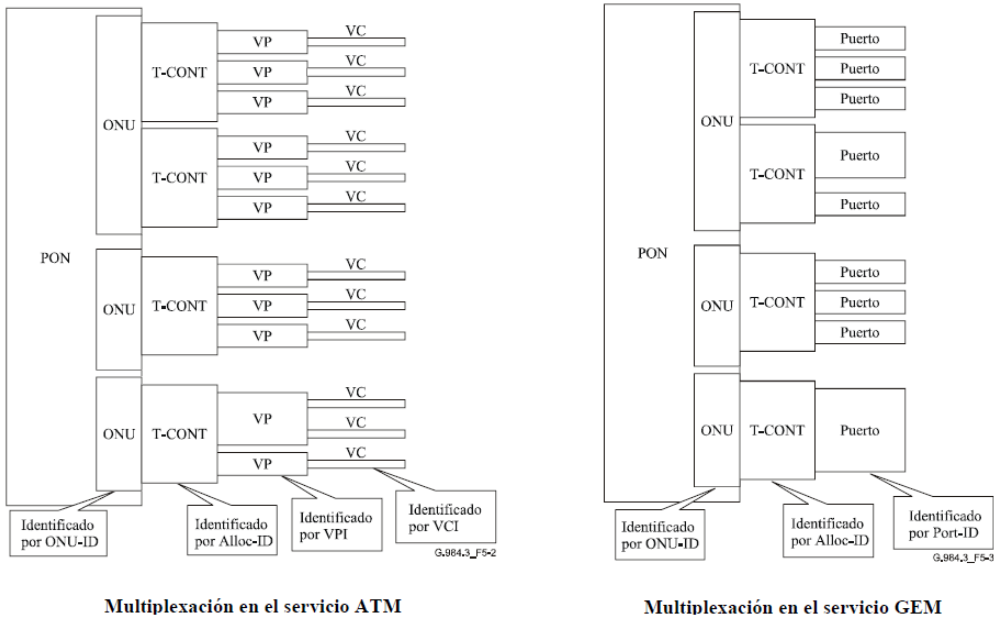 PON
ONU
T-CONT
VP
VC
VP
VC
VP
VC
T-CONT
VP
VC
VP
VC
VP
VC
ONU
T-CONT
VP
VC
VP
VC
VP
VC
ONU
T-CONT
VP
VC
VC
VP
VC
Identificado
por ONU-ID
Identificado
por Alloc-ID
Identificado
por VPI
Identificado
por VCI
G.984.3_F5-2
Multiplexación en el servicio ATM
PON
ONU
T-CONT
Puerto
Puerto
Puerto
T-CONT
Puerto
Puerto
ONU
T-CONT
Puerto
Puerto
Puerto
ONU
T-CONT
Puerto
Identificado
por ONU-ID
Identificado
por Alloc-ID
Identificado
por Port-ID
G.984.3_F5-3
Multiplexación en el servicio GEM